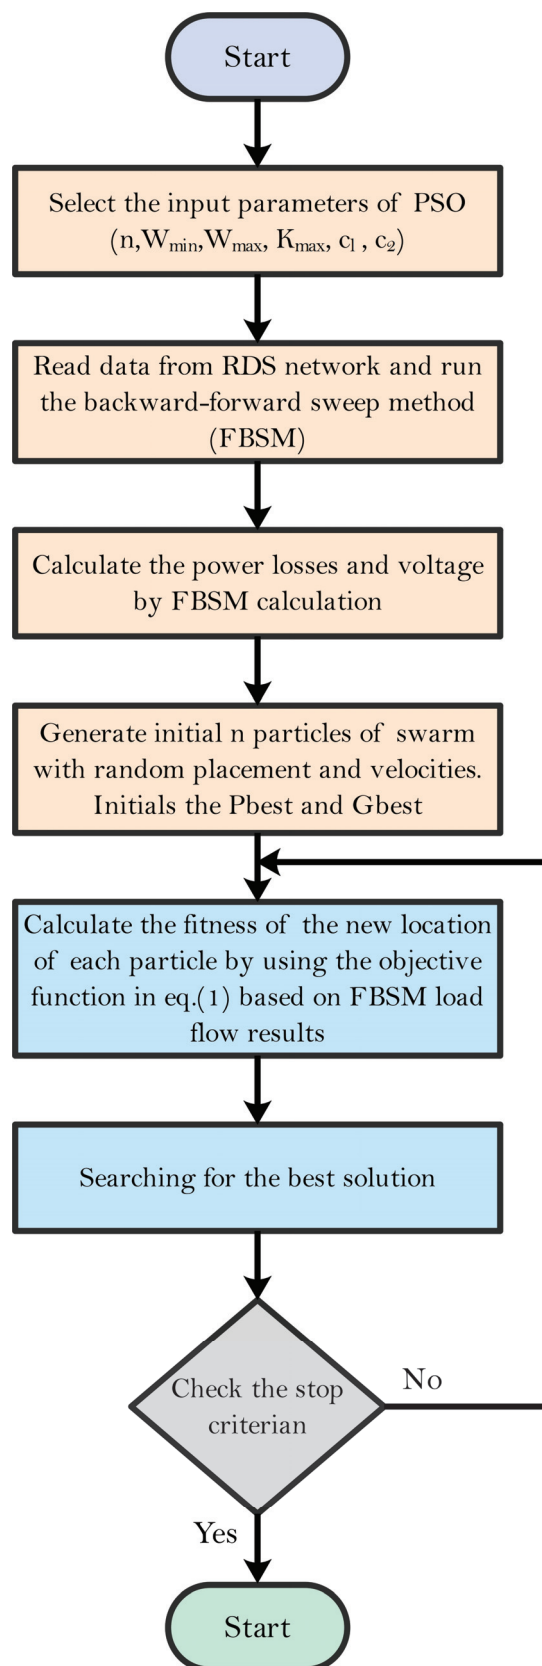 Start
Select the input parameters of PSO
(n,Wmin,Wmax, Kmax, c1 , c2)
Read data from RDS network and run
the backward-forward sweep method
(FBSM)
Calculate the power losses and voltage
by FBSM calculation
Generate initial n particles of swarm
with random placement and velocities.
Initials the Pbest and Gbest
Calculate the fitness of the new location
of each particle by using the objective
function in eq.(1) based on FBSM load
flow results
Searching for the best solution
Check the stop
criterian
No
Yes
Start